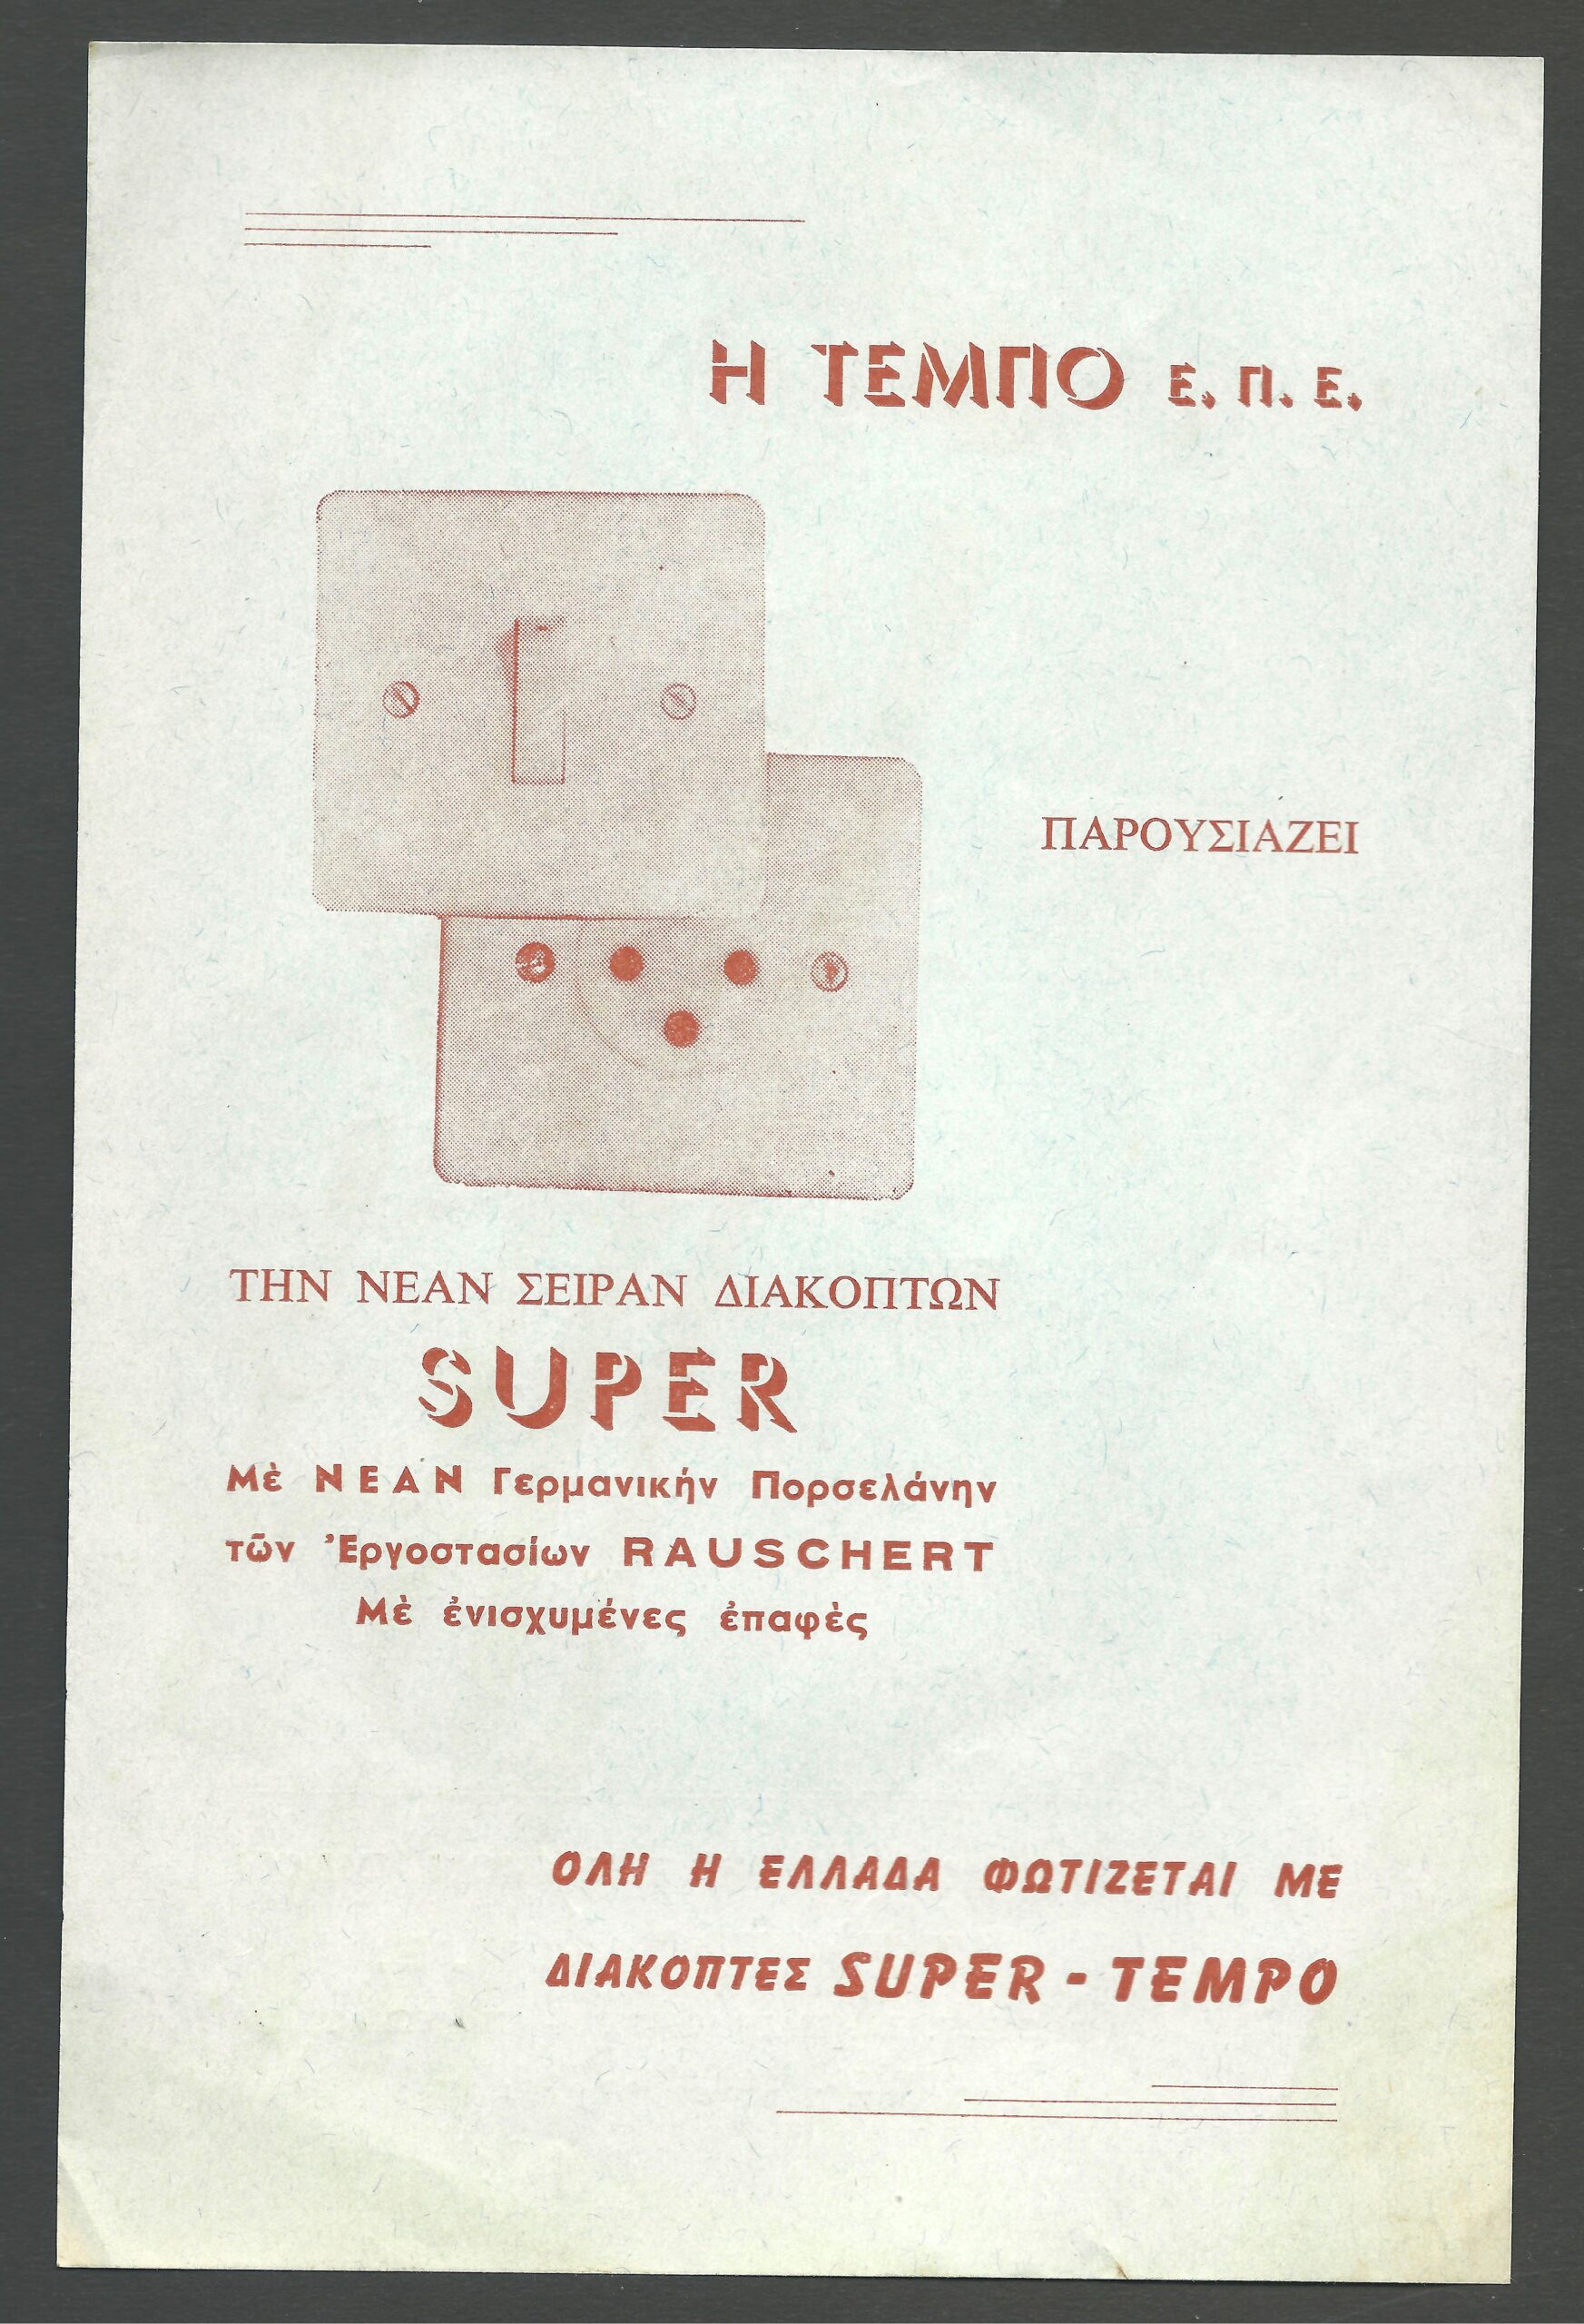 Η ΤΕΜΠΟ Ε.Π.Ε.
ΠΑΡΟΥΣΙΑΖΕΙ
ΤΗΝ ΝΕΑΝ ΣΕΙΡΑΝ ΔΙΑΚΟΠΤΩΝ
SUPER
Μὲ ΝΕΑΝ Γερμανικήν Πορσελάνην
τῶν Ἐργοστασίων RAUSCHERT
Μὲ ἐνισχυμένες ἐπαφὲς
ΟΛΗ Η ΕΛΛΑΔΑ ΦΩΤΙΖΕΤΑΙ ΜΕ
ΔΙΑΚΟΠΤΕΣ SUPER - TEMPO